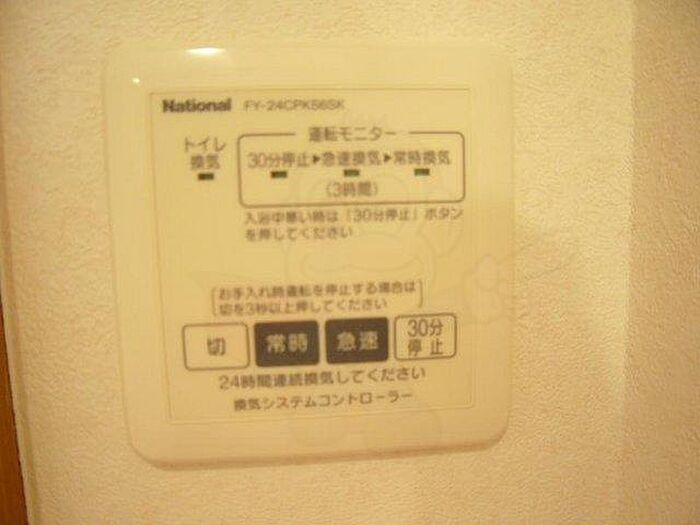 National FY-24CPKS6SK
運転モニター
トイレ
換気
30分停止▶急速換気▶常時換気
(3時間)
入浴中寒い時は「30分停止」ボタン
を押してください
お手入れ時運転を停止する場合は
切を3秒以上押してください
切 常時 急速 30分
停止
24時間連続換気してください
換気システムコントローラー